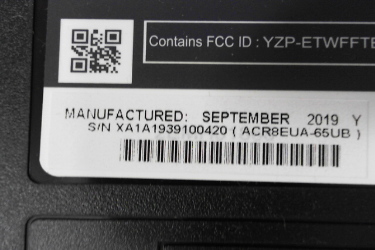 Contains FCC ID : YZP-ETWFFTE
MANUFACTURED: SEPTEMBER 2019 Y
S/N XA1A1939100420 ( ACR8EUA-65UB )